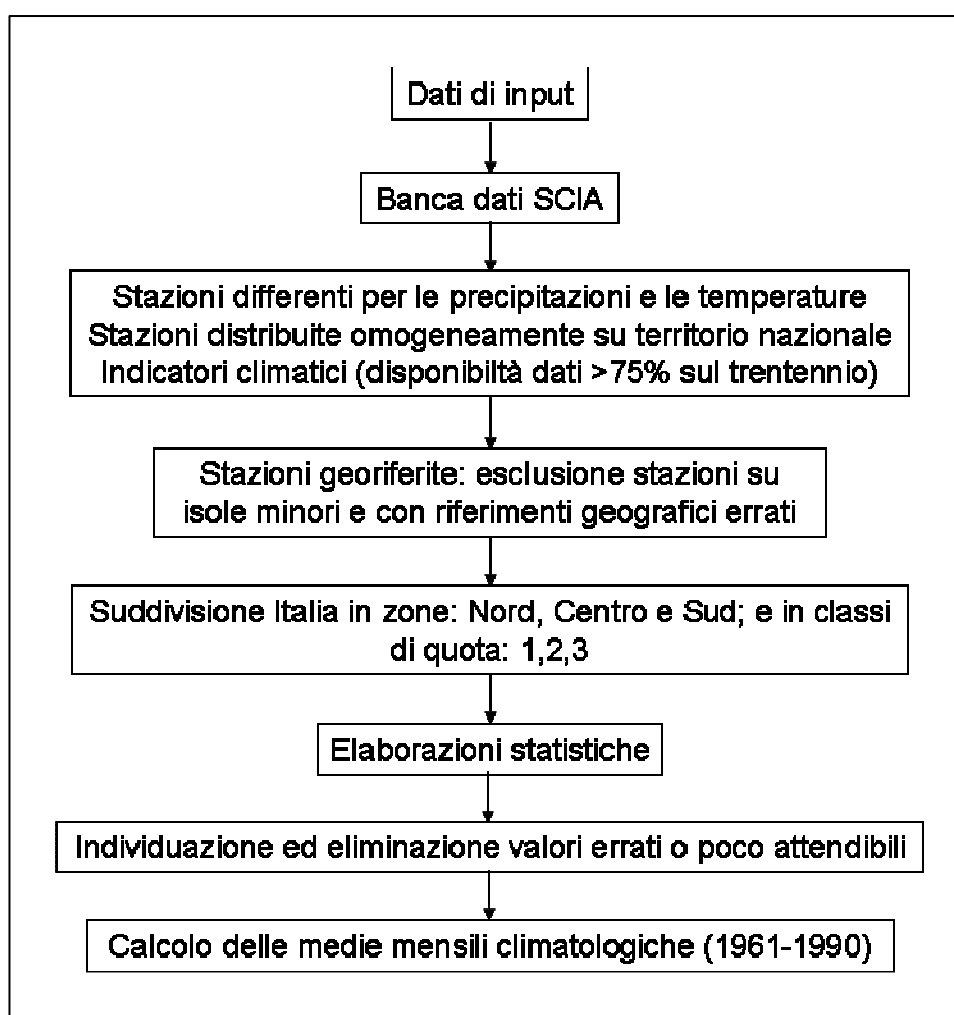 Dati di input
Banca dati SCIA
Stazioni differenti per le precipitazioni e le temperature
Stazioni distribuite omogeneamente su territorio nazionale
Indicatori climatici (disponibiltà dati >75% sul trentennio)
Stazioni georiferite: esclusione stazioni su
isole minori e con riferimenti geografici errati
Suddivisione Italia in zone: Nord, Centro e Sud; e in classi
di quota: 1,2,3
Elaborazioni statistiche
Individuazione ed eliminazione valori errati o poco attendibili
Calcolo delle medie mensili climatologiche (1961-1990)